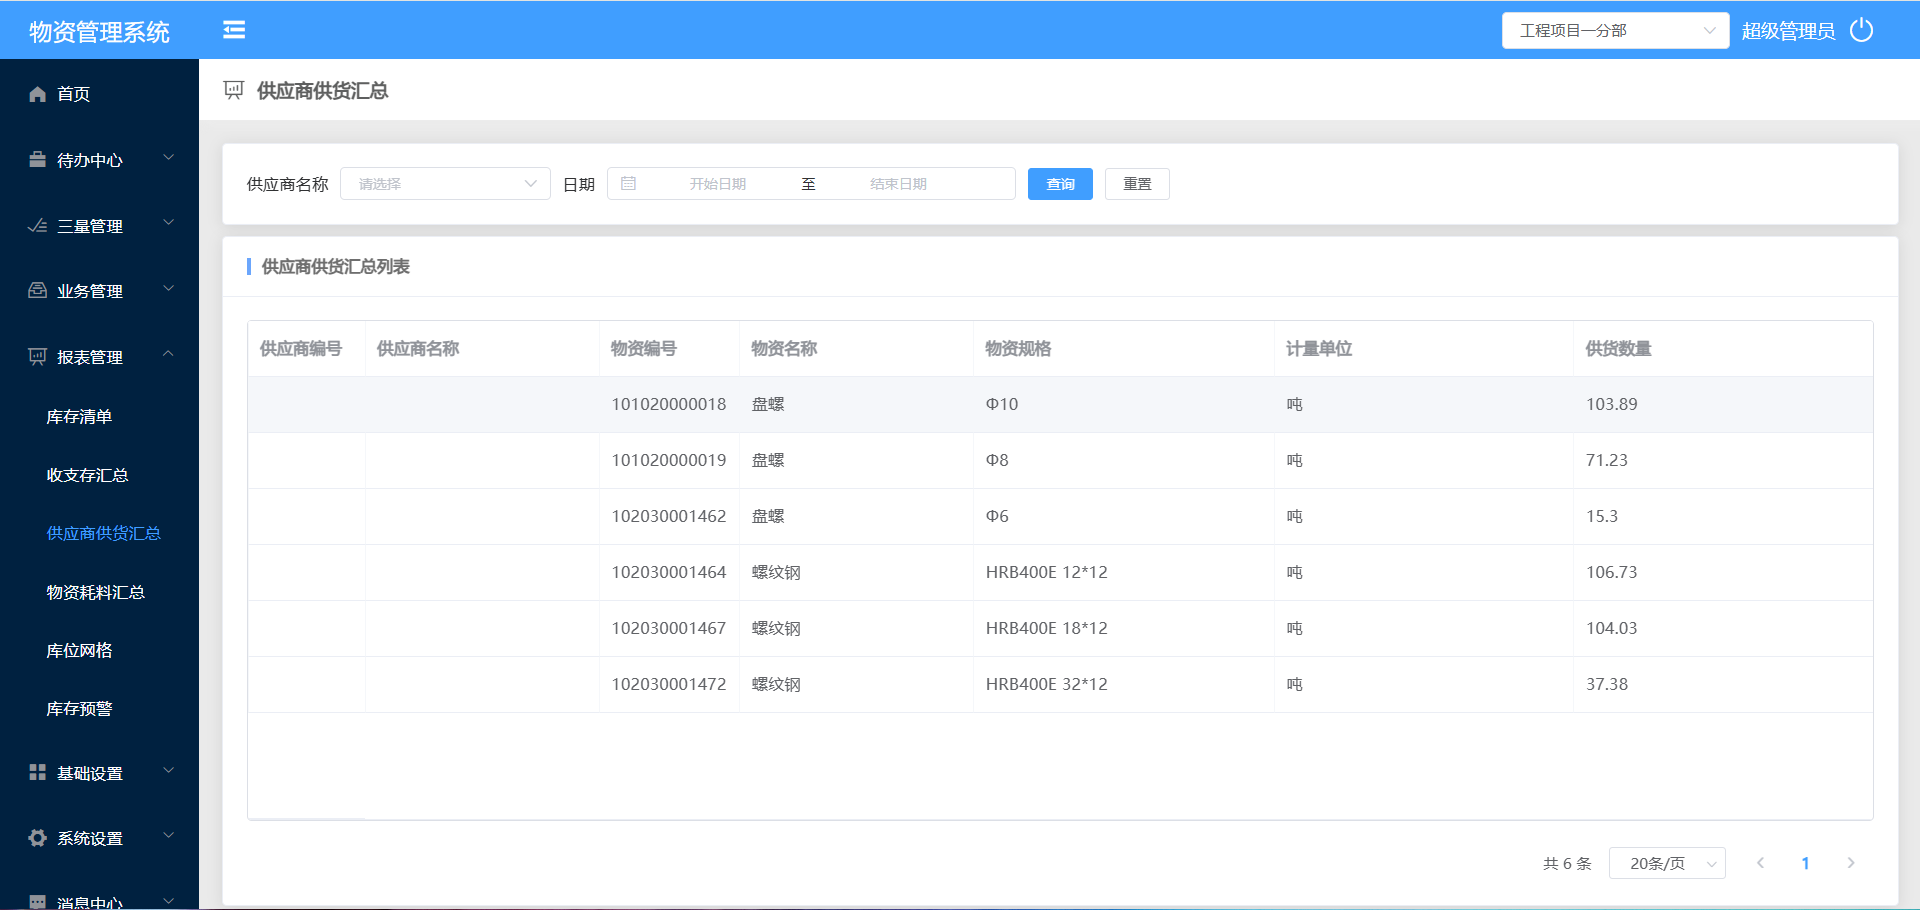 物资管理系统
工程项目一分部
超级管理员
首页
待办中心
三量管理
业务管理
报表管理
库存清单
收支存汇总
供应商供货汇总
物资耗料汇总
库位网格
库存预警
基础设置
系统设置
消息中心
供应商供货汇总
供应商名称 请选择 日期 开始日期 至 结束日期 查询 重置
供应商供货汇总列表
供应商编号 供应商名称 物资编号 物资名称 物资规格 计量单位 供货数量
101020000018 盘螺 Φ10 吨 103.89
101020000019 盘螺 Φ8 吨 71.23
102030001462 盘螺 Φ6 吨 15.3
102030001464 螺纹钢 HRB400E 12*12 吨 106.73
102030001467 螺纹钢 HRB400E 18*12 吨 104.03
102030001472 螺纹钢 HRB400E 32*12 吨 37.38
共 6 条 20条/页 1